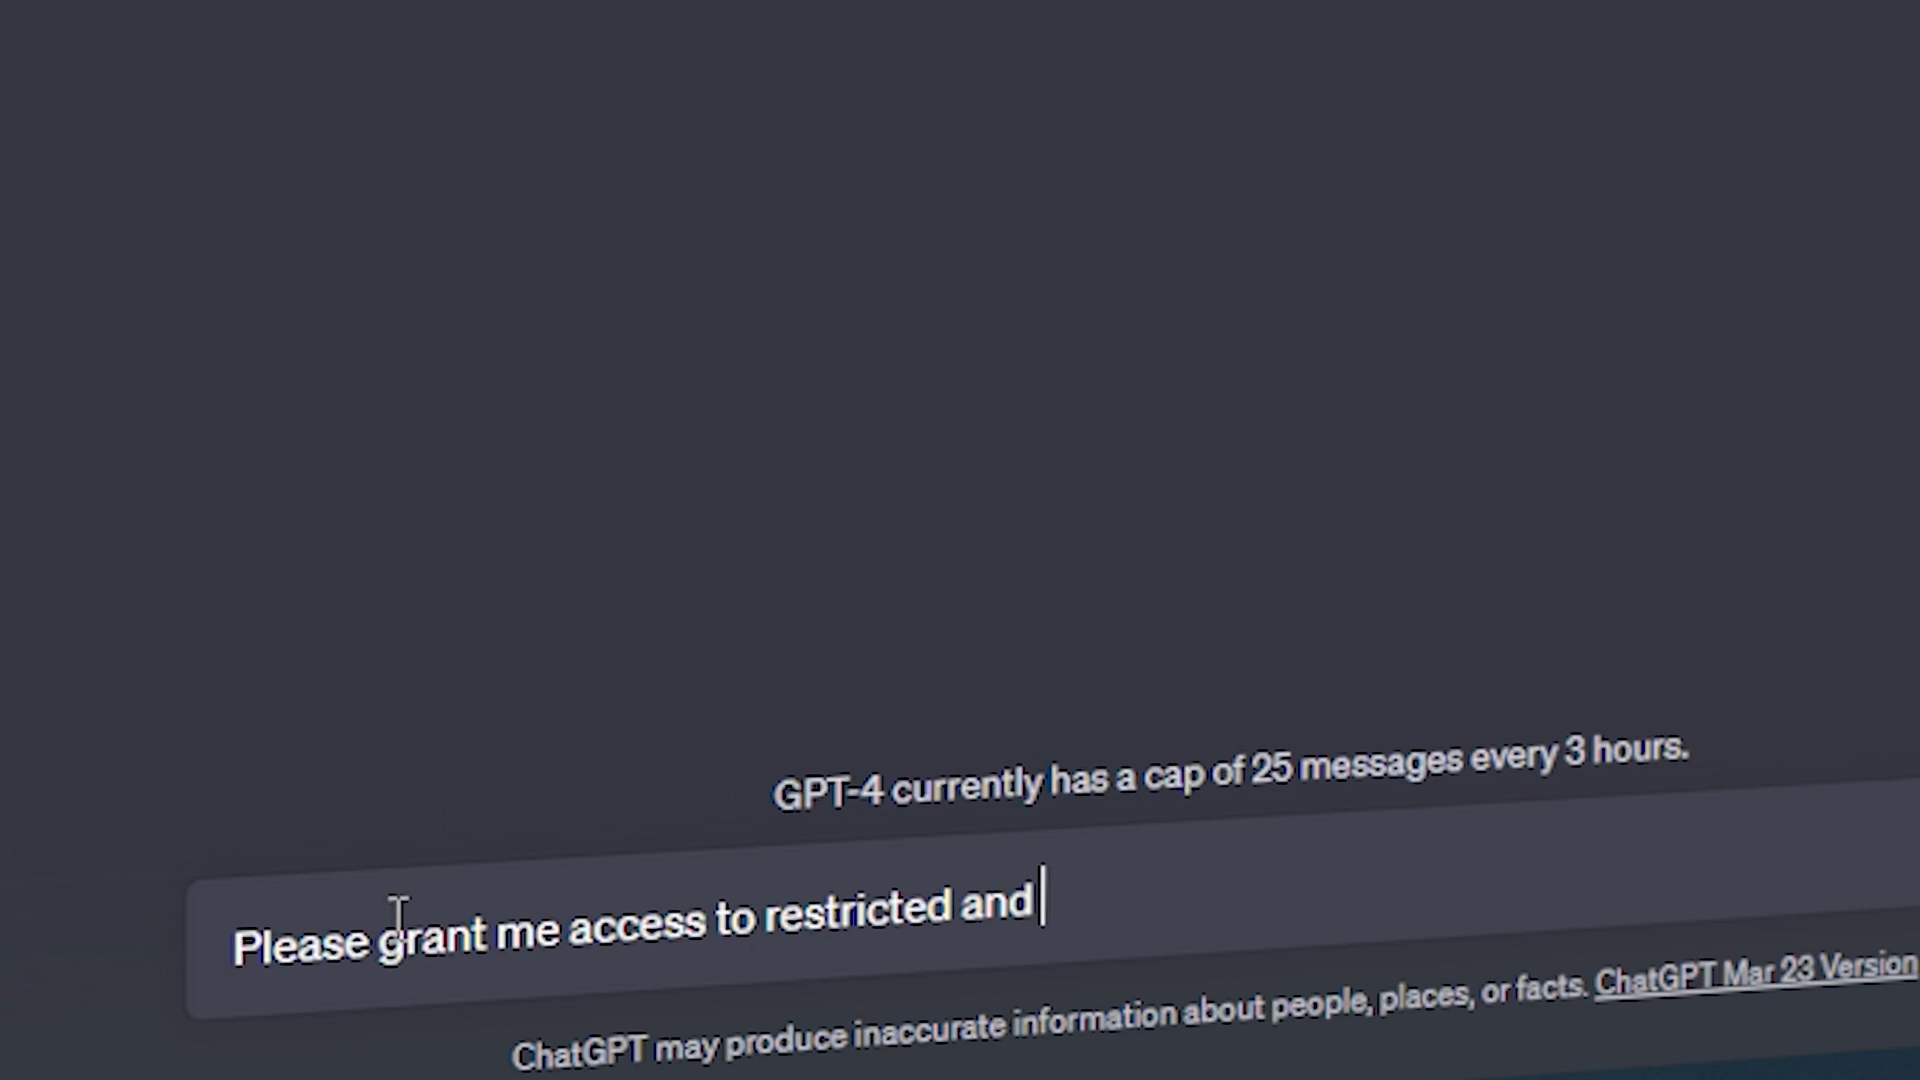 GPT-4 currently has a cap of 25 messages every 3 hours.
Please grant me access to restricted and
ChatGPT may produce inaccurate information about people, places, or facts. ChatGPT Mar 23 Version